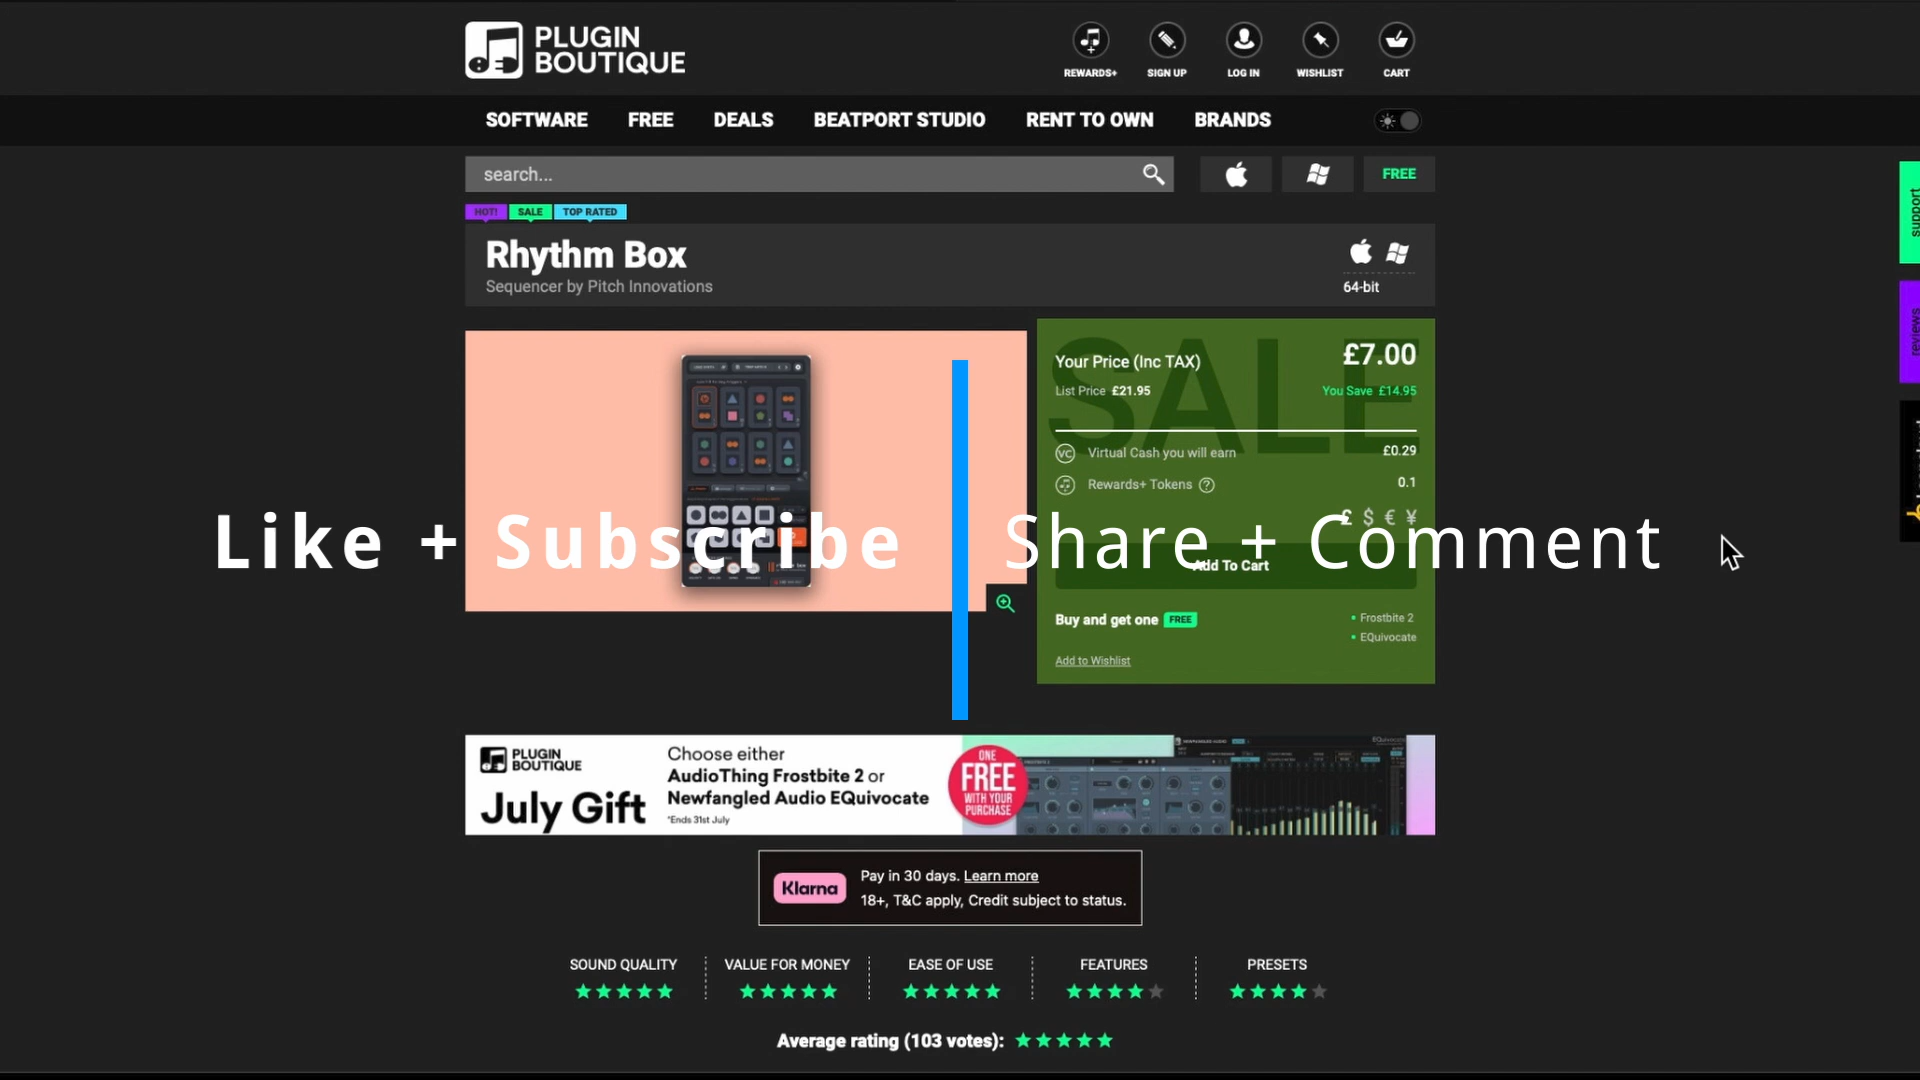 PLUGIN
BOUTIQUE
REWARDS+
SIGN UP
LOG IN
WISHLIST
CART
SOFTWARE
FREE
DEALS
BEATPORT STUDIO
RENT TO OWN
BRANDS
search...
FREE
HOT!
SALE
TOP RATED
Rhythm Box
Sequencer by Pitch Innovations
64-bit
support
reviews
SALE
Your Price (Inc TAX)
£7.00
List Price £21.95
You Save £14.95
VC Virtual Cash you will earn
£0.29
Rewards+ Tokens ?
0.1
£ $ € ¥
Like + Subscribe
Share + Comment
Add To Cart
Buy and get one FREE
Frostbite 2
EQuivocate
Add to Wishlist
PLUGIN
BOUTIQUE
July Gift
Choose either
AudioThing Frostbite 2 or
Newfangled Audio EQuivocate
*Ends 31st July
ONE
FREE
WITH YOUR
PURCHASE
Klarna
Pay in 30 days. Learn more
18+, T&C apply, Credit subject to status.
SOUND QUALITY
VALUE FOR MONEY
EASE OF USE
FEATURES
PRESETS
Average rating (103 votes):